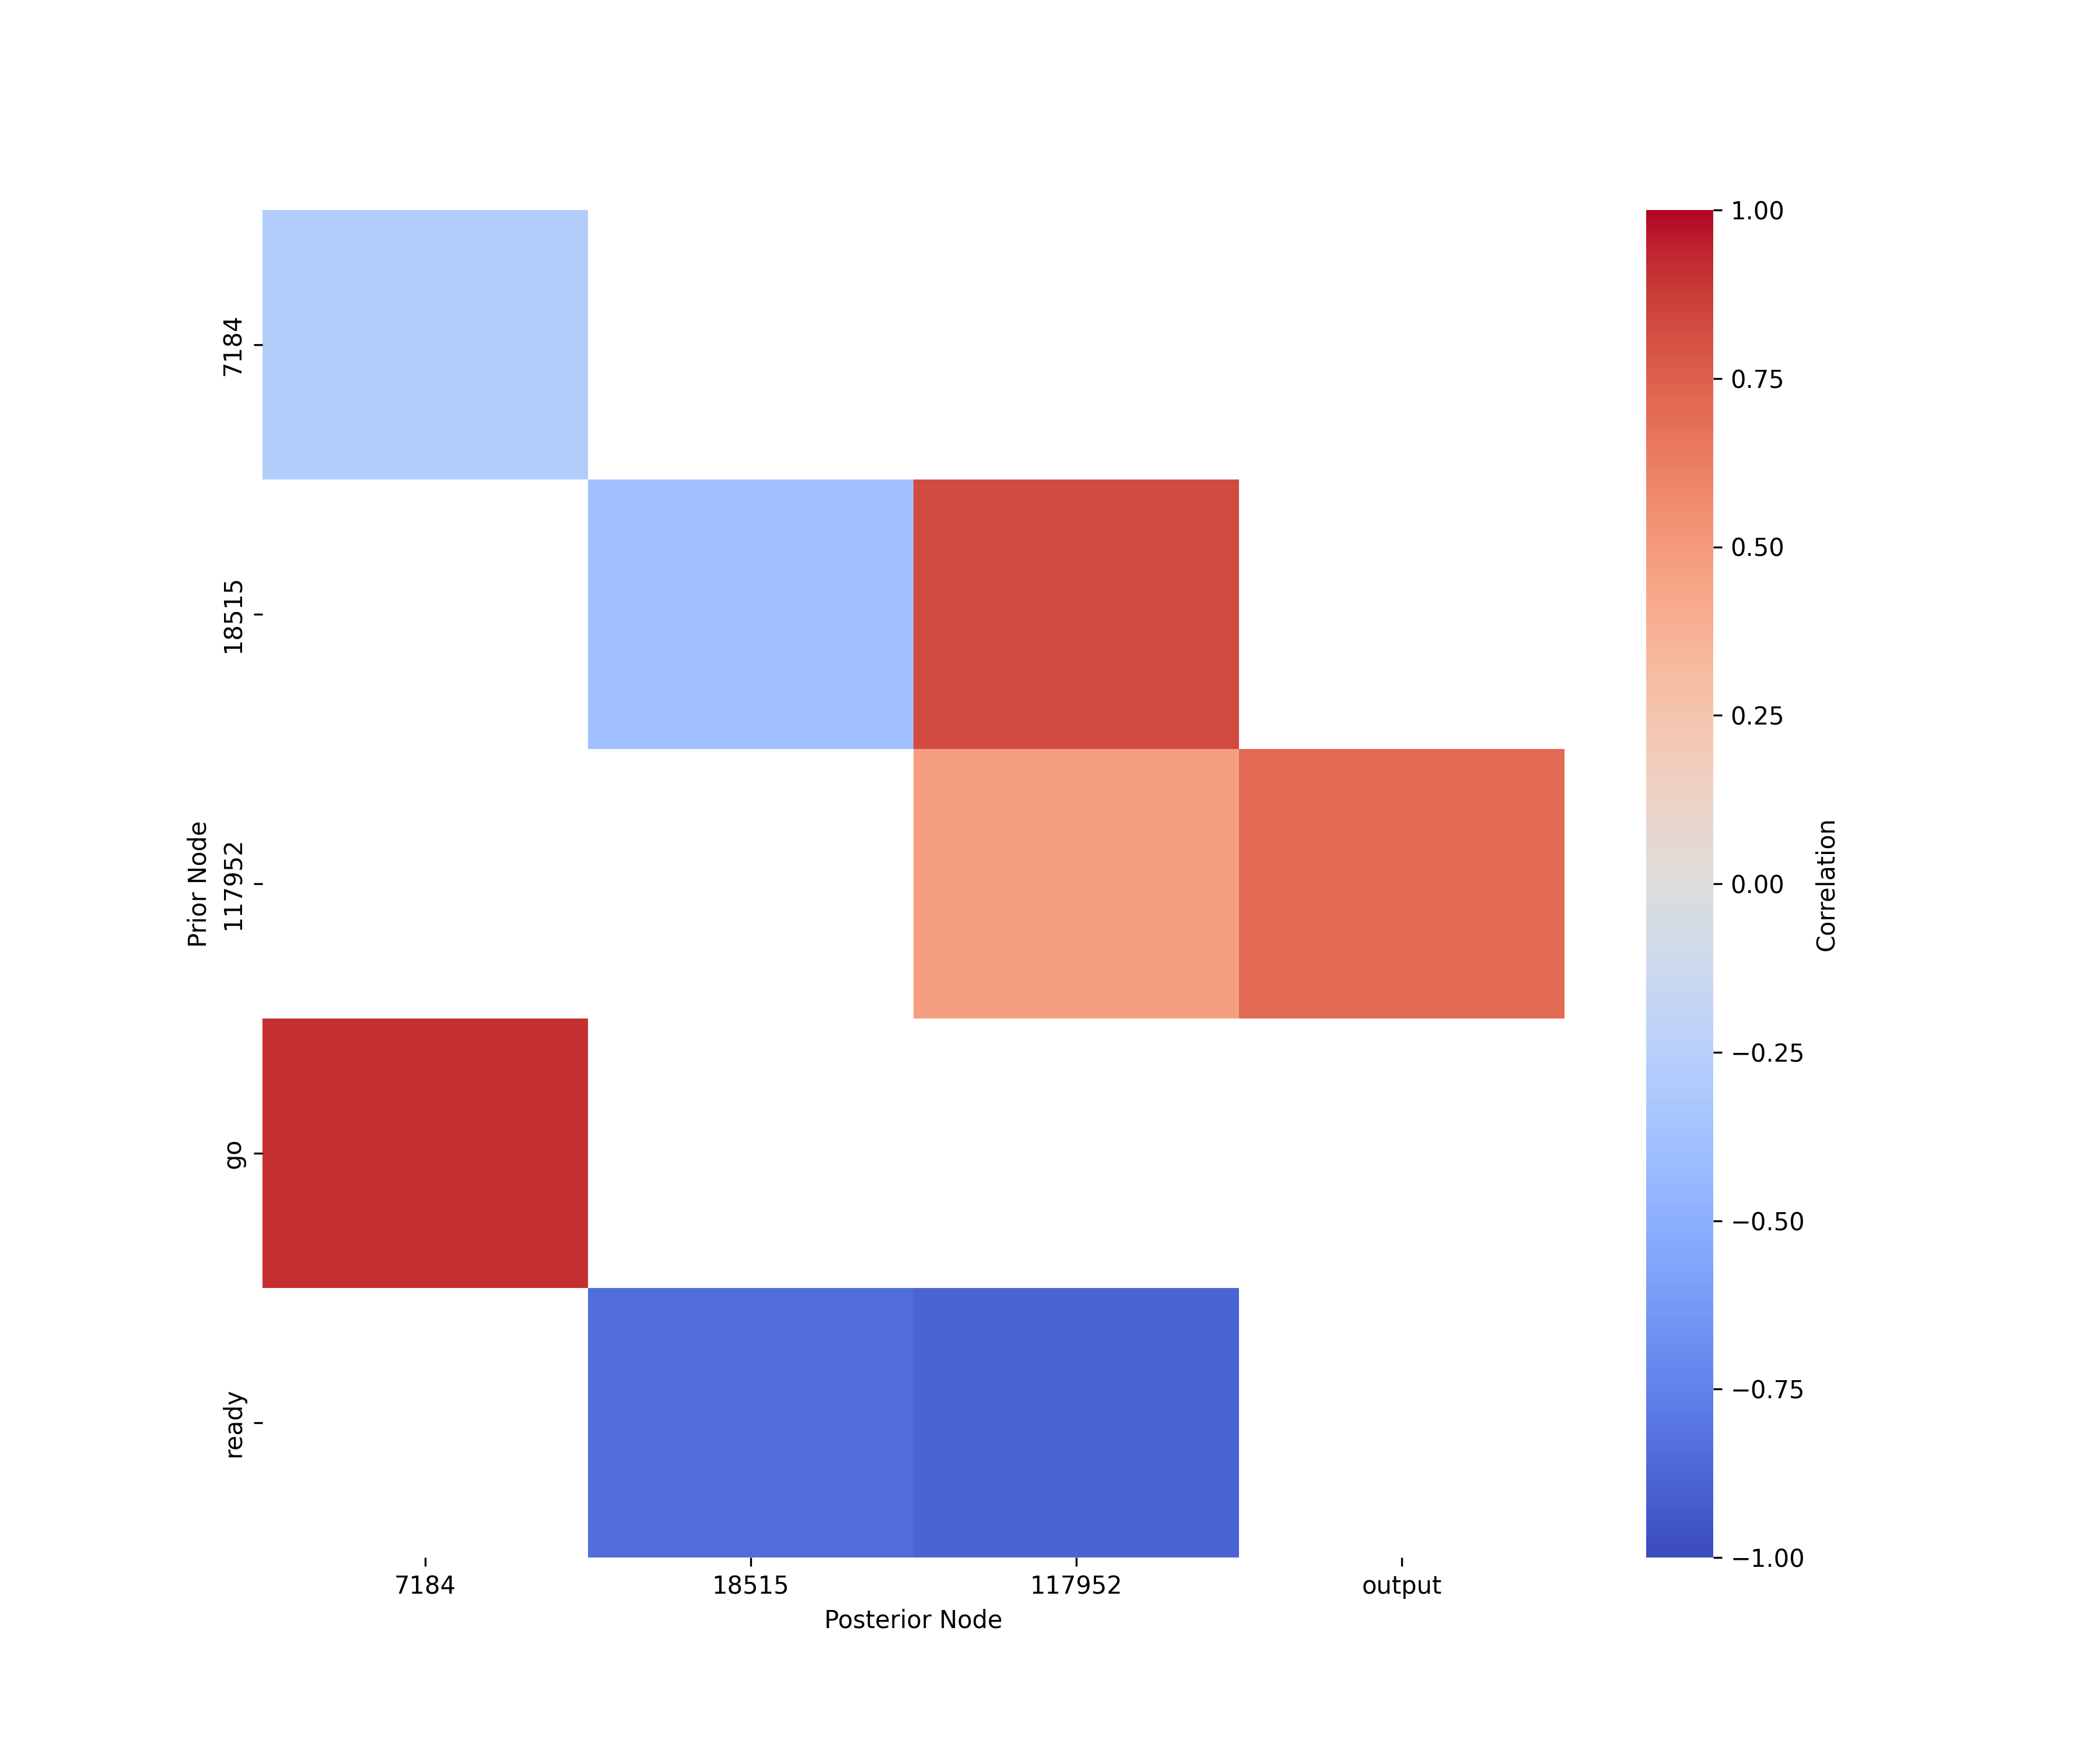 Prior Node
7184
18515
117952
go
ready
7184
18515
117952
output
Posterior Node
1.00
0.75
0.50
0.25
0.00
−0.25
−0.50
−0.75
−1.00
Correlation